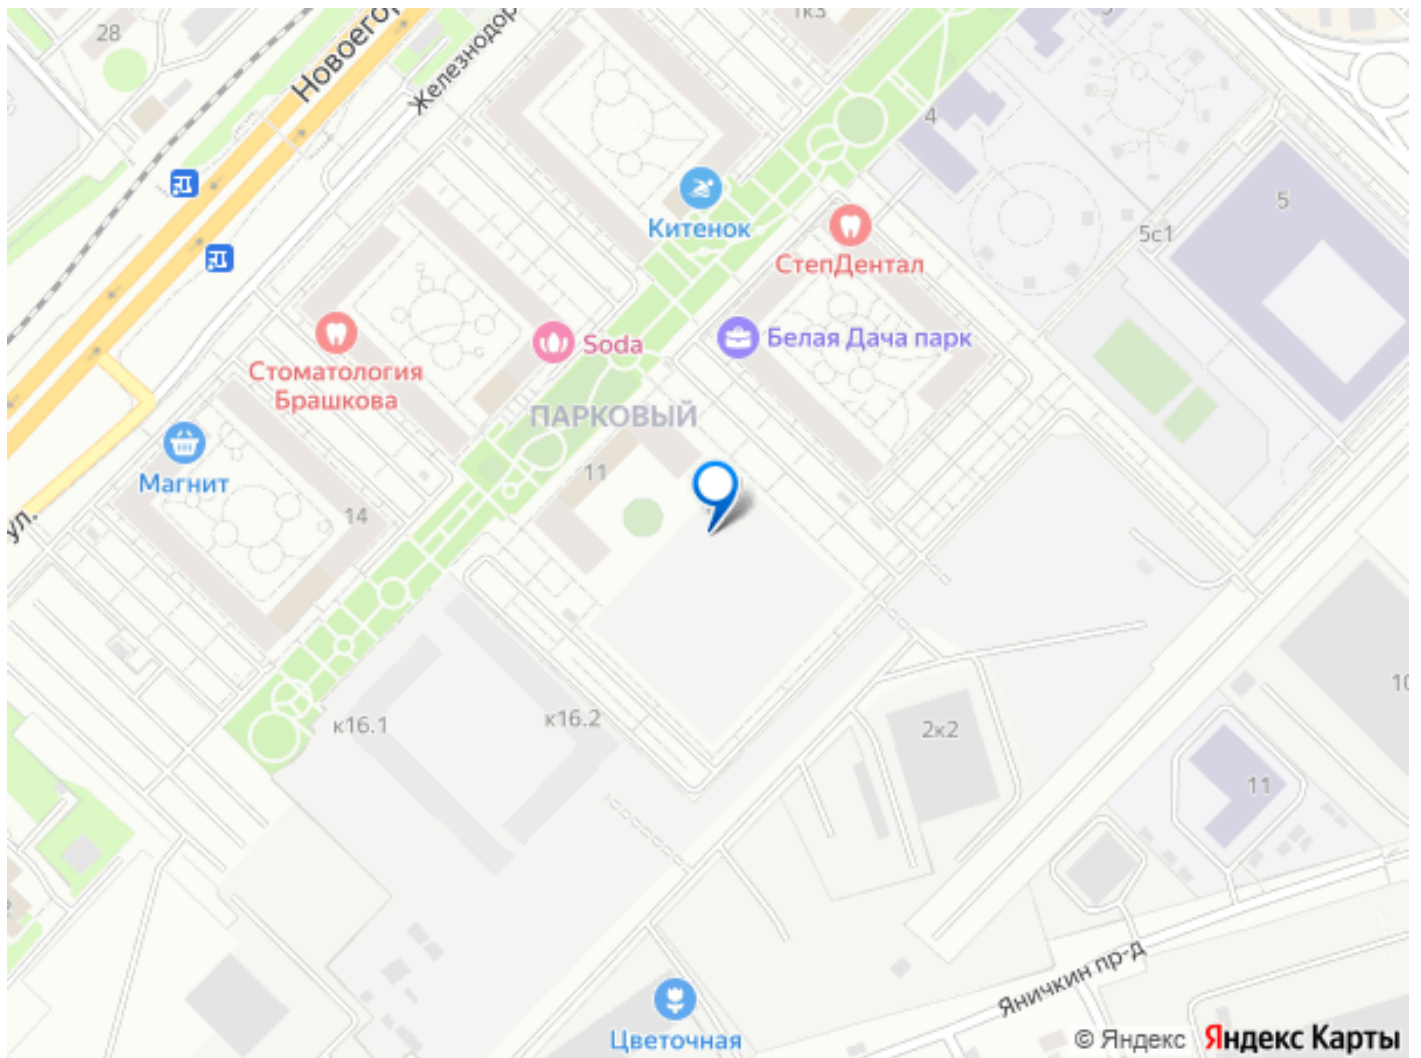 28
Новоегор
Железнодор
1к3
4
5
5с1
Китенок
СтепДентал
Soda
Белая Дача парк
Стоматология
Брашкова
ПАРКОВЫЙ
11
Магнит
14
ул.
к16.1
к16.2
2к2
10
11
Яничкин пр-д
Цветочная
© Яндекс
Яндекс Карты